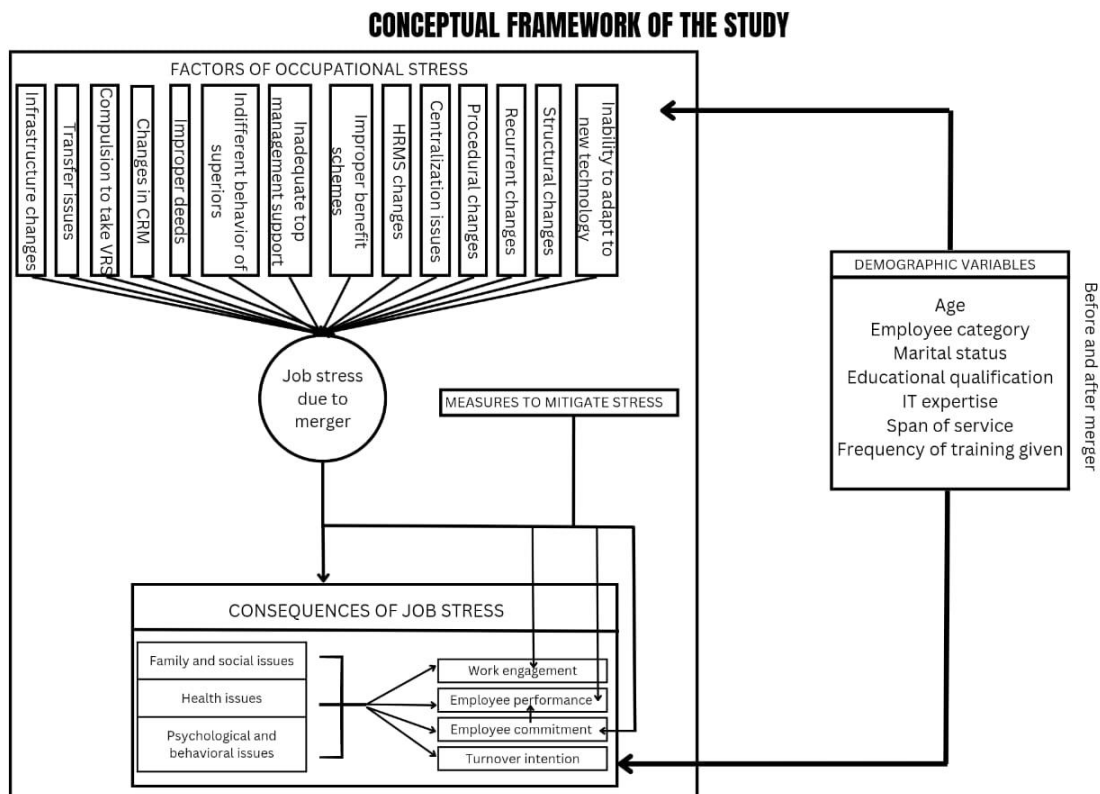 CONCEPTUAL FRAMEWORK OF THE STUDY
FACTORS OF OCCUPATIONAL STRESS
Infrastructure changes
Transfer issues
Compulsion to take VRS
Changes in CRM
Improper deeds
Indifferent behavior of
superiors
Inadequate top
management support
Improper benefit
schemes
HRMS changes
Centralization issues
Procedural changes
Recurrent changes
Structural changes
Inability to adapt to
new technology
Job stress
due to
merger
MEASURES TO MITIGATE STRESS
DEMOGRAPHIC VARIABLES
Age
Employee category
Marital status
Educational qualification
IT expertise
Span of service
Frequency of training given
Before and after merger
CONSEQUENCES OF JOB STRESS
Family and social issues
Health issues
Psychological and
behavioral issues
Work engagement
Employee performance
Employee commitment
Turnover intention